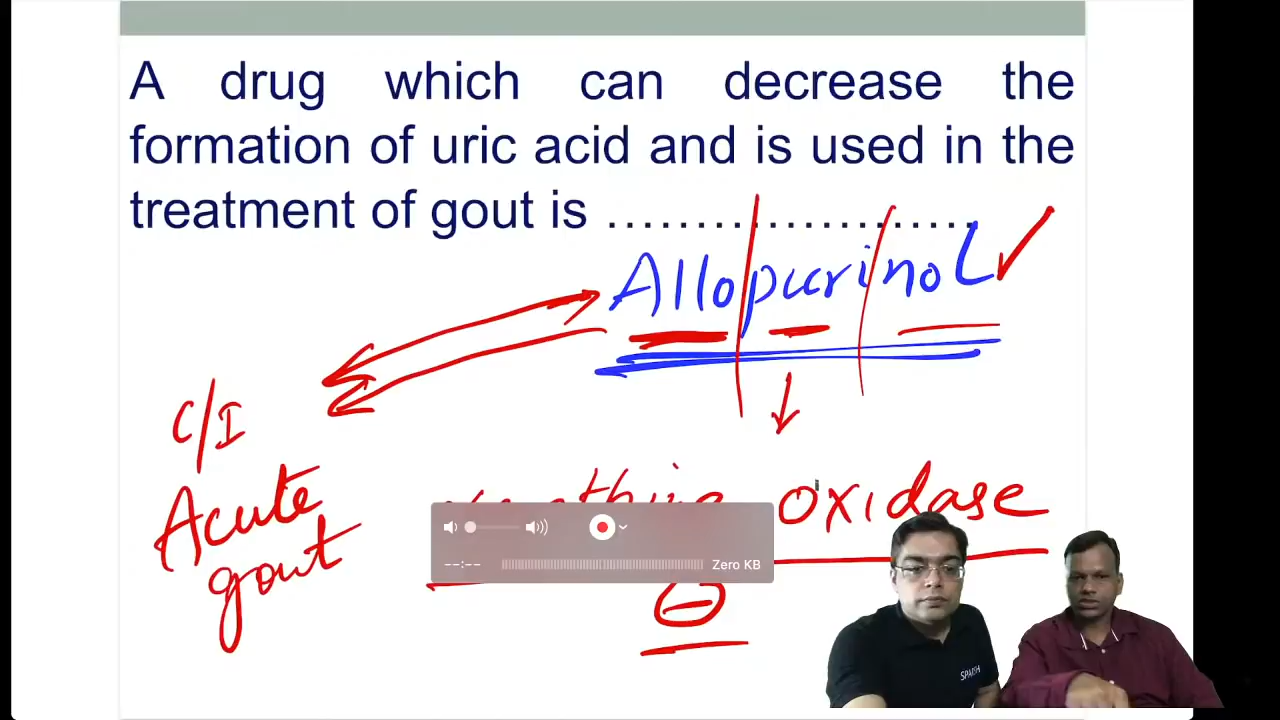 A drug which can decrease the
formation of uric acid and is used in the
treatment of gout is .....................
Allopurinol
C/I
Acute
gout
oxidase
--:--
Zero KB